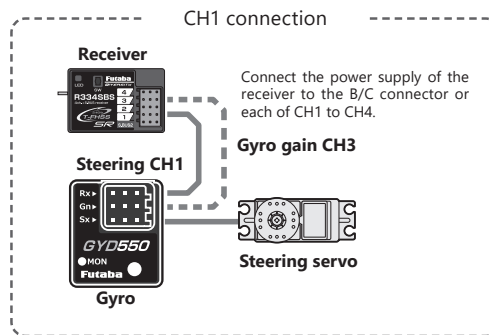 CH1 connection
Receiver
LED
SW
Futaba
R334SBS
T-FHSS
SR
4
3
2
1
Connect the power supply of the
receiver to the B/C connector or
each of CH1 to CH4.
Gyro gain CH3
Steering CH1
Rx▶
Gn▶
Sx▶
GYD550
MON
Futaba
Gyro
Steering servo